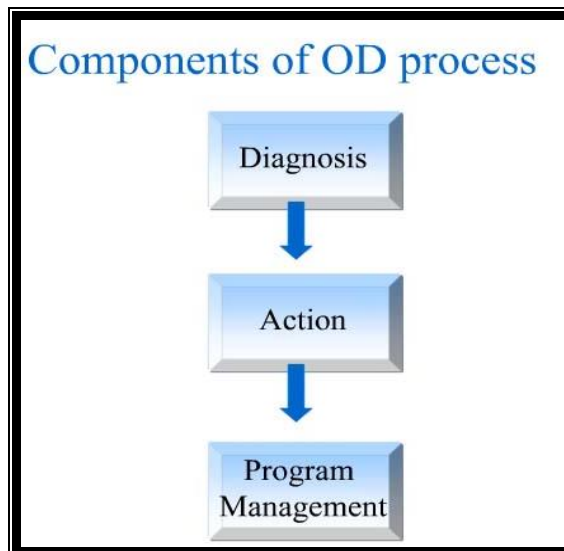 Components of OD process
Diagnosis
Action
Program
Management